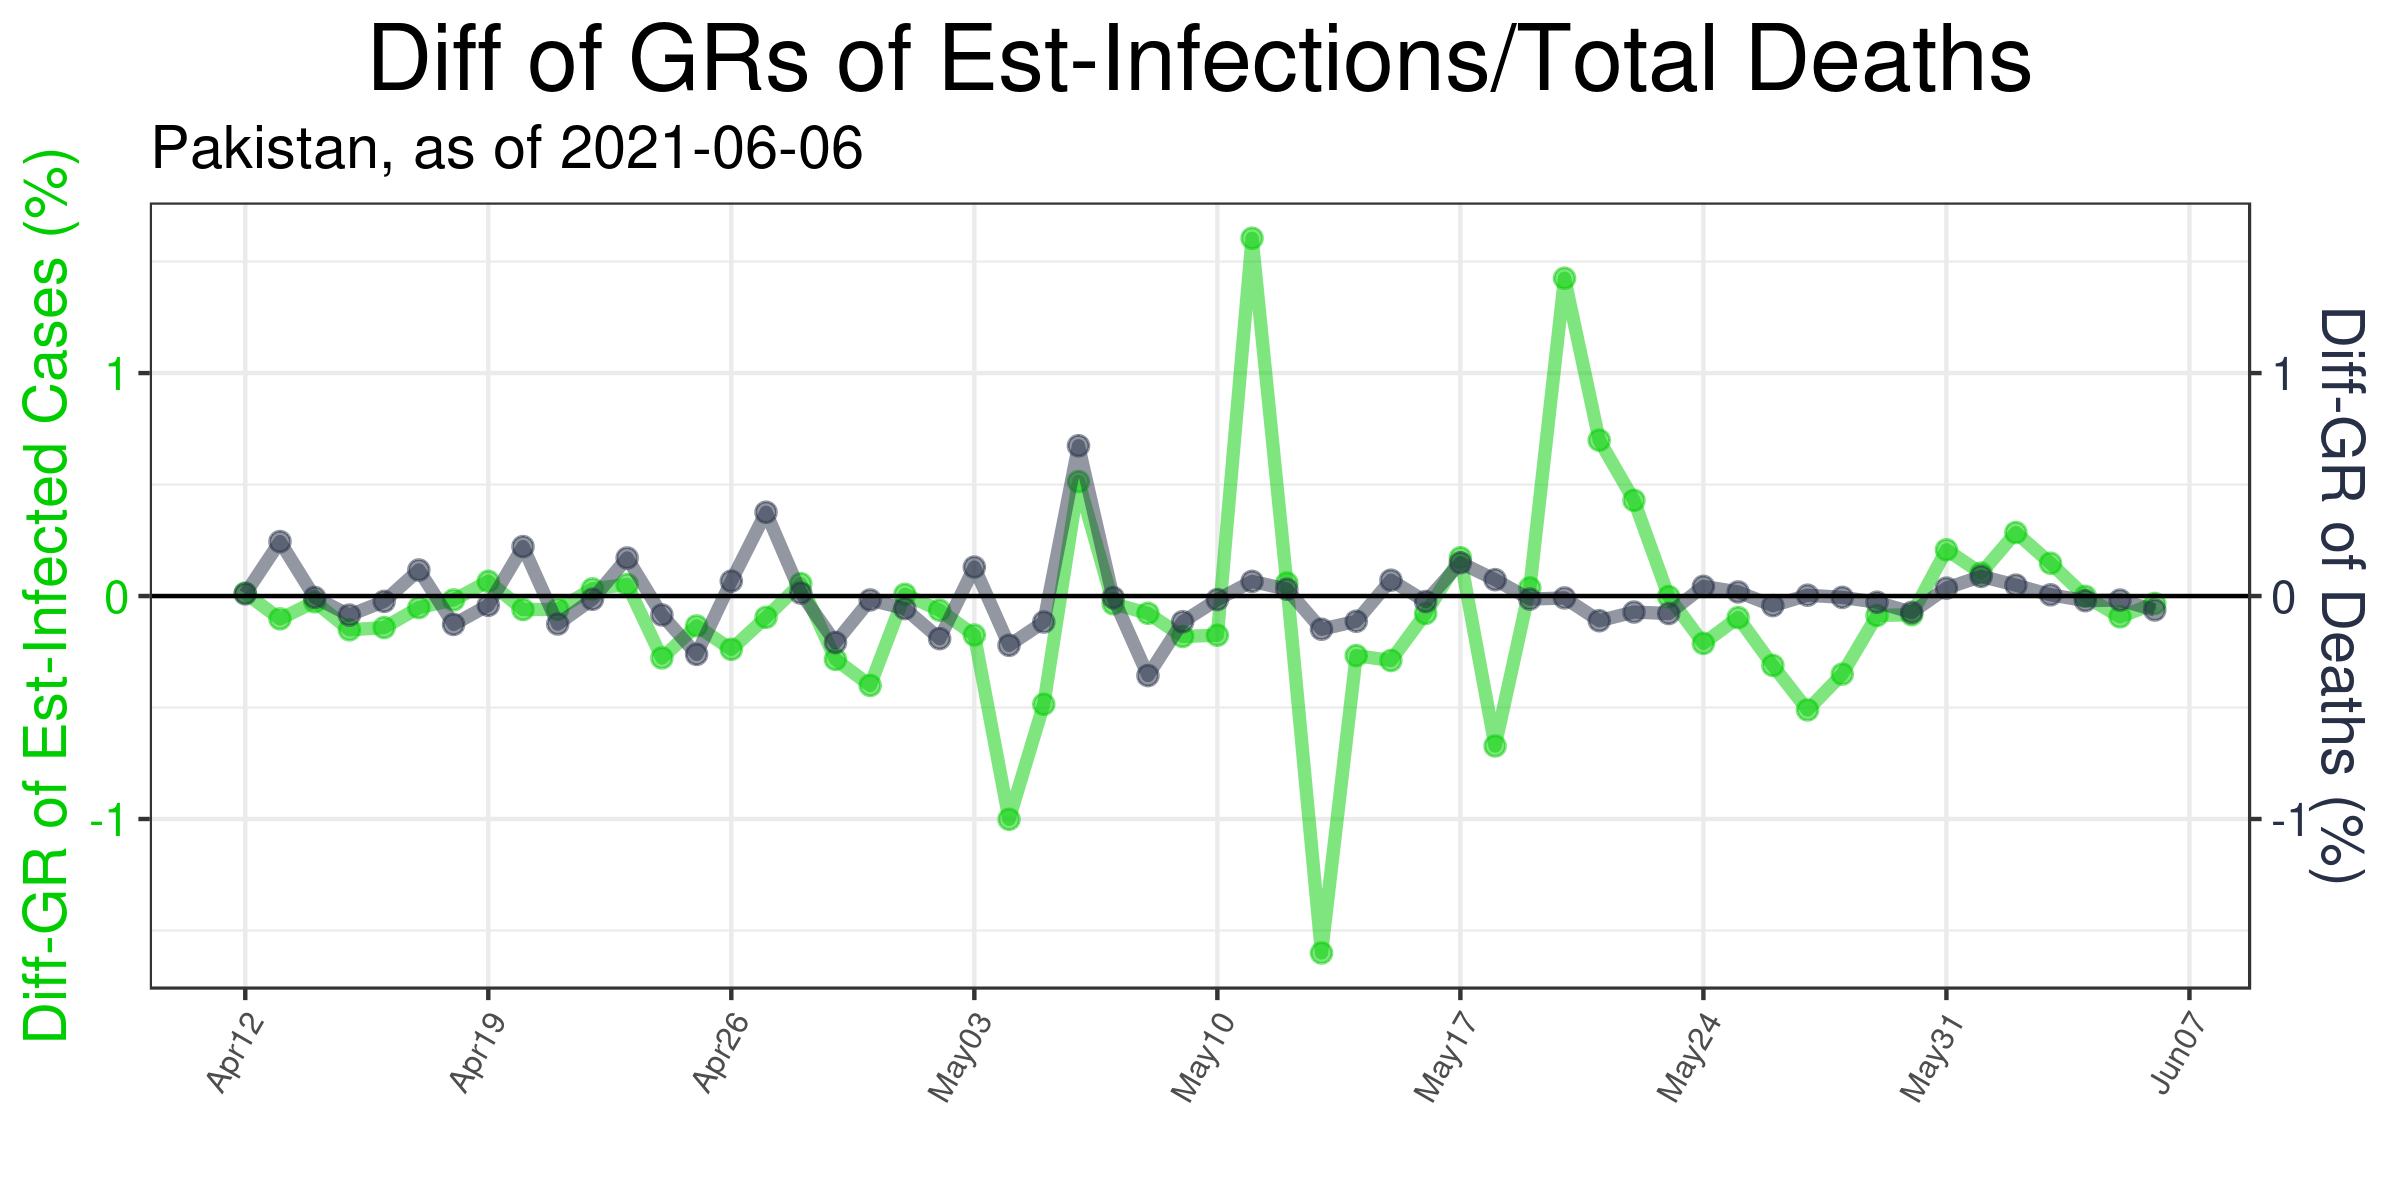 Diff of GRs of Est-Infections/Total Deaths
Pakistan, as of 2021-06-06
Diff-GR of Est-Infected Cases (%)
1
0
-1
1
0
-1
Diff-GR of Deaths (%)
Apr12
Apr19
Apr26
May03
May10
May17
May24
May31
Jun07